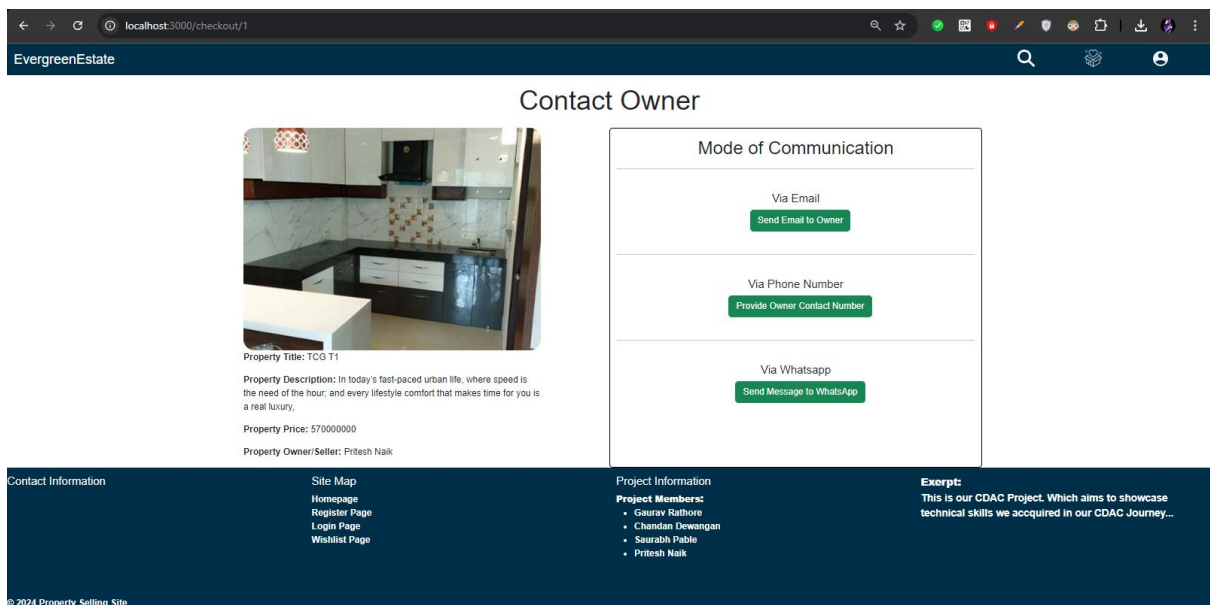 localhost:3000/checkout/1
EvergreenEstate
Contact Owner
Property Title: TCG T1
Property Description: In today's fast-paced urban life, where speed is
the need of the hour; and every lifestyle comfort that makes time for you is
a real luxury,
Property Price: 570000000
Property Owner/Seller: Pritesh Naik
Mode of Communication
Via Email
Send Email to Owner
Via Phone Number
Provide Owner Contact Number
Via Whatsapp
Send Message to WhatsApp
Contact Information
Site Map
Homepage
Register Page
Login Page
Wishlist Page
Project Information
Project Members:
• Gaurav Rathore
• Chandan Dewangan
• Saurabh Pable
• Pritesh Naik
Exerpt:
This is our CDAC Project. Which aims to showcase
technical skills we accquired in our CDAC Journey...
© 2024 Property Selling Site